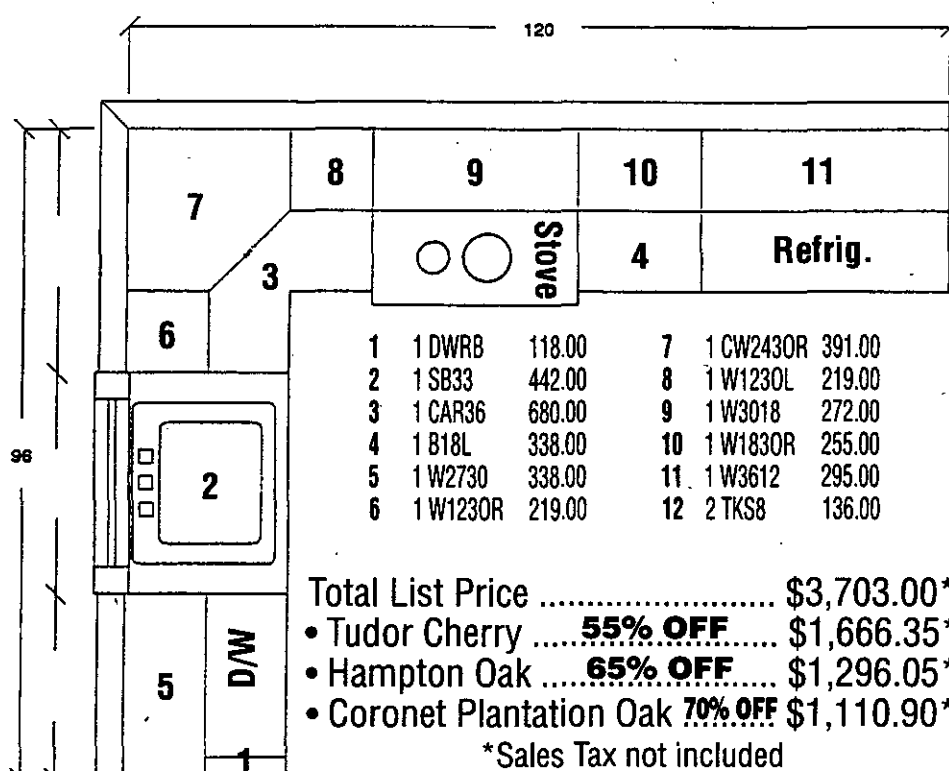 120
7 8 9 10 11
3 Stove 4 Refrig.
6
96
2
5 D/W
1
1 1 DWRB 118.00 7 1 CW2430R 391.00
2 1 SB33 442.00 8 1 W1230L 219.00
3 1 CAR36 680.00 9 1 W3018 272.00
4 1 B18L 338.00 10 1 W1830R 255.00
5 1 W2730 338.00 11 1 W3612 295.00
6 1 W1230R 219.00 12 2 TKS8 136.00
Total List Price ........................ $3,703.00*
• Tudor Cherry .....55% OFF..... $1,666.35*
• Hampton Oak .....65% OFF..... $1,296.05*
• Coronet Plantation Oak 70% OFF $1,110.90*
*Sales Tax not included